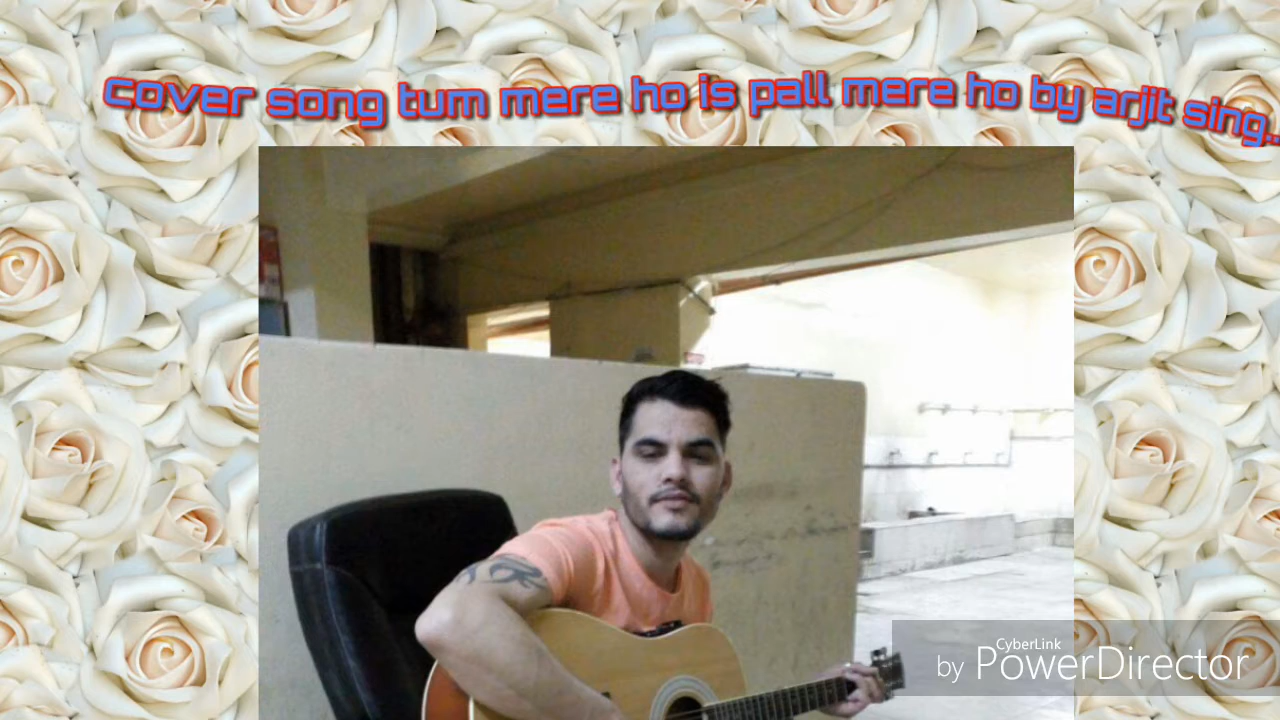 cover song tum mere ho is pall mere ho by arjit sing..
CyberLink
by PowerDirector